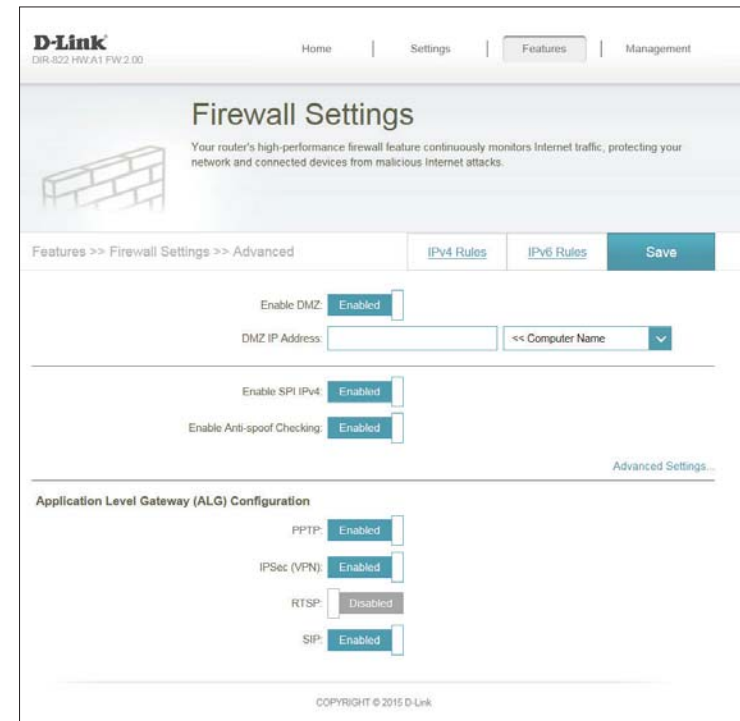 D-Link
DIR-822 HW:A1 FW:2.00
Home | Settings | Features | Management
Firewall Settings
Your router's high-performance firewall feature continuously monitors Internet traffic, protecting your
network and connected devices from malicious Internet attacks.
Features >> Firewall Settings >> Advanced IPv4 Rules IPv6 Rules Save
Enable DMZ: Enabled
DMZ IP Address: << Computer Name
Enable SPI IPv4: Enabled
Enable Anti-spoof Checking: Enabled
Advanced Settings...
Application Level Gateway (ALG) Configuration
PPTP: Enabled
IPSec (VPN): Enabled
RTSP: Disabled
SIP: Enabled
COPYRIGHT © 2015 D-Link